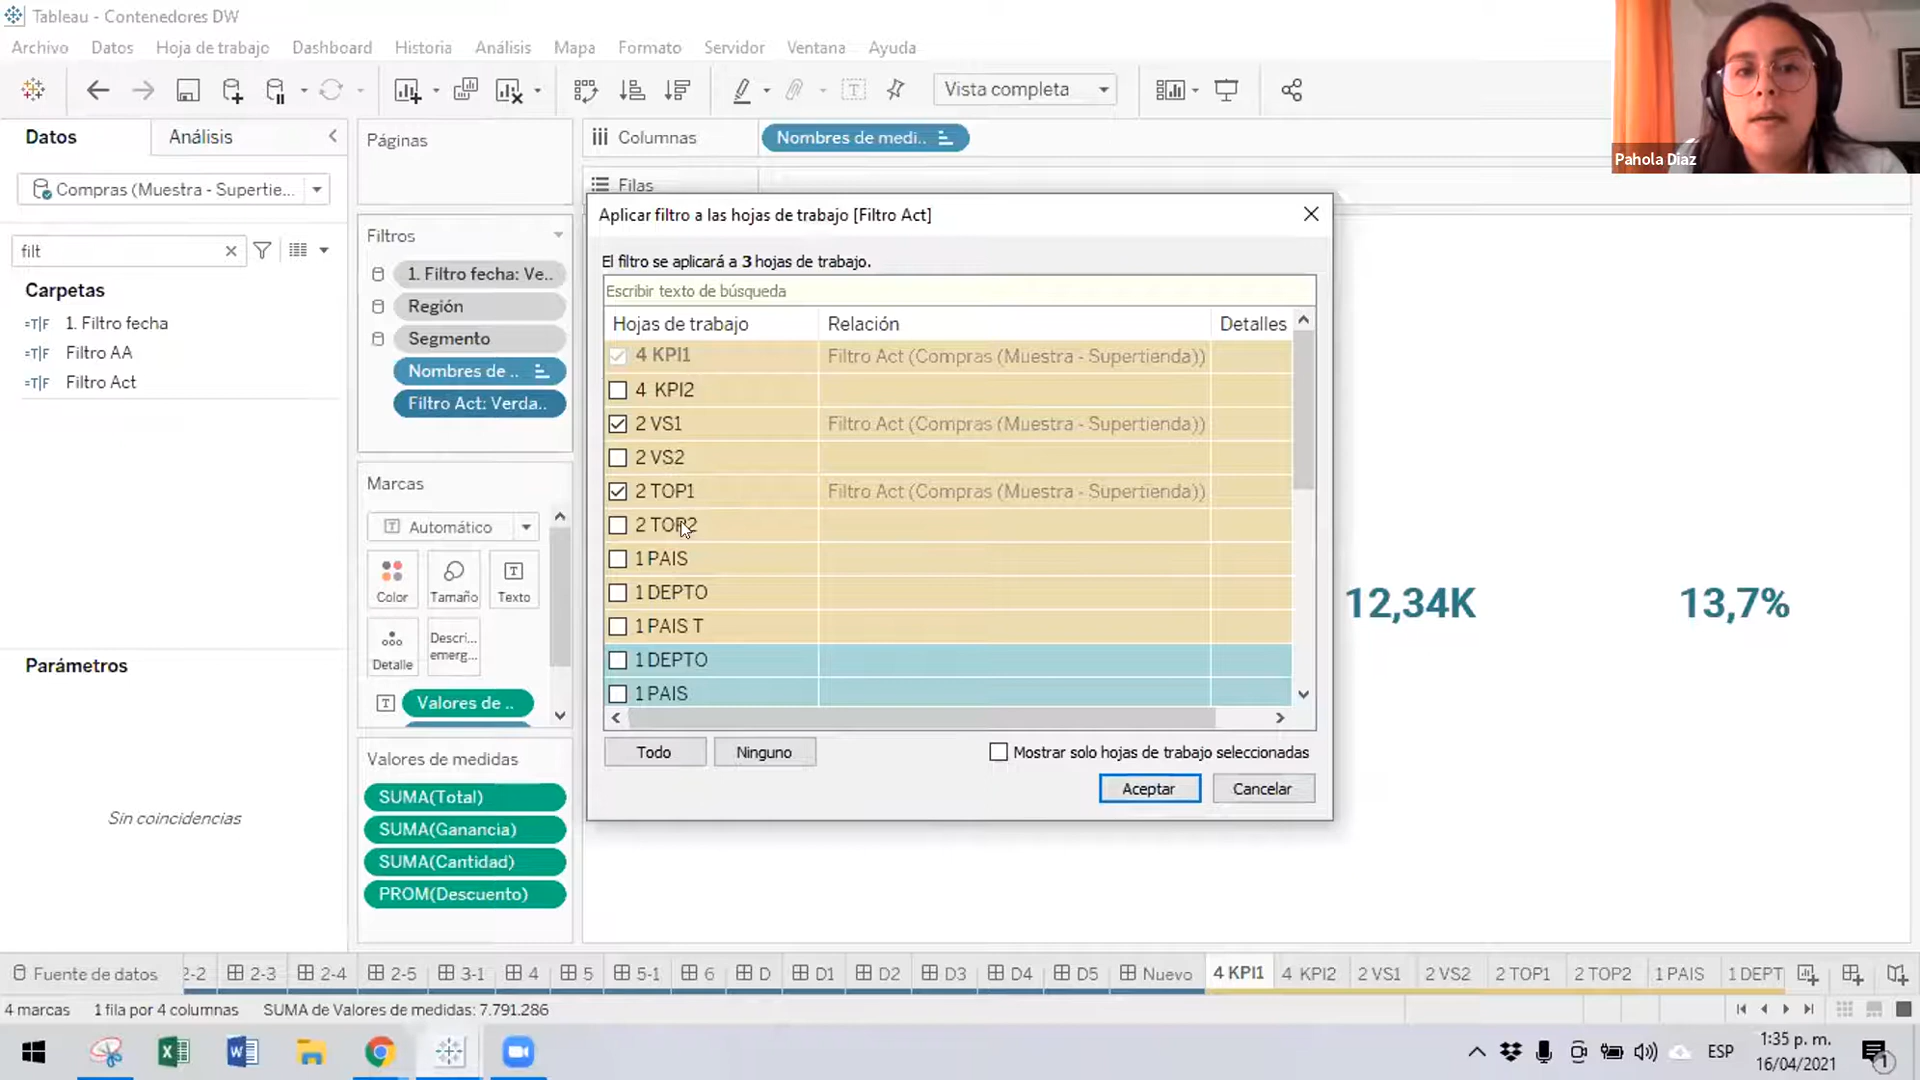 Tableau - Contenedores DW
Archivo Datos Hoja de trabajo Dashboard Historia Análisis Mapa Formato Servidor Ventana Ayuda
Vista completa
Pahola Diaz
Datos Análisis
Compras (Muestra - Supertie...
filt
Carpetas
1. Filtro fecha
Filtro AA
Filtro Act
Parámetros
Sin coincidencias
Páginas
Filtros
1. Filtro fecha: Ve..
Región
Segmento
Nombres de ..
Filtro Act: Verda..
Marcas
Automático
Color Tamaño Texto
Detalle Descri... emerg...
Valores de ..
Valores de medidas
SUMA(Total)
SUMA(Ganancia)
SUMA(Cantidad)
PROM(Descuento)
Columnas Nombres de medi..
Filas
Aplicar filtro a las hojas de trabajo [Filtro Act]
El filtro se aplicará a 3 hojas de trabajo.
Escribir texto de búsqueda
Hojas de trabajo Relación Detalles
4 KPI1 Filtro Act (Compras (Muestra - Supertienda))
4 KPI2
2 VS1 Filtro Act (Compras (Muestra - Supertienda))
2 VS2
2 TOP1 Filtro Act (Compras (Muestra - Supertienda))
2 TOP2
1 PAIS
1 DEPTO
1 PAIS T
1 DEPTO
1 PAIS
Todo Ninguno Mostrar solo hojas de trabajo seleccionadas
Aceptar Cancelar
12,34K 13,7%
Fuente de datos 2-2 2-3 2-4 2-5 3-1 4 5 5-1 6 D D1 D2 D3 D4 D5 Nuevo 4 KPI1 4 KPI2 2 VS1 2 VS2 2 TOP1 2 TOP2 1 PAIS 1 DEPT
4 marcas 1 fila por 4 columnas SUMA de Valores de medidas: 7.791.286
ESP
1:35 p. m.
16/04/2021
1